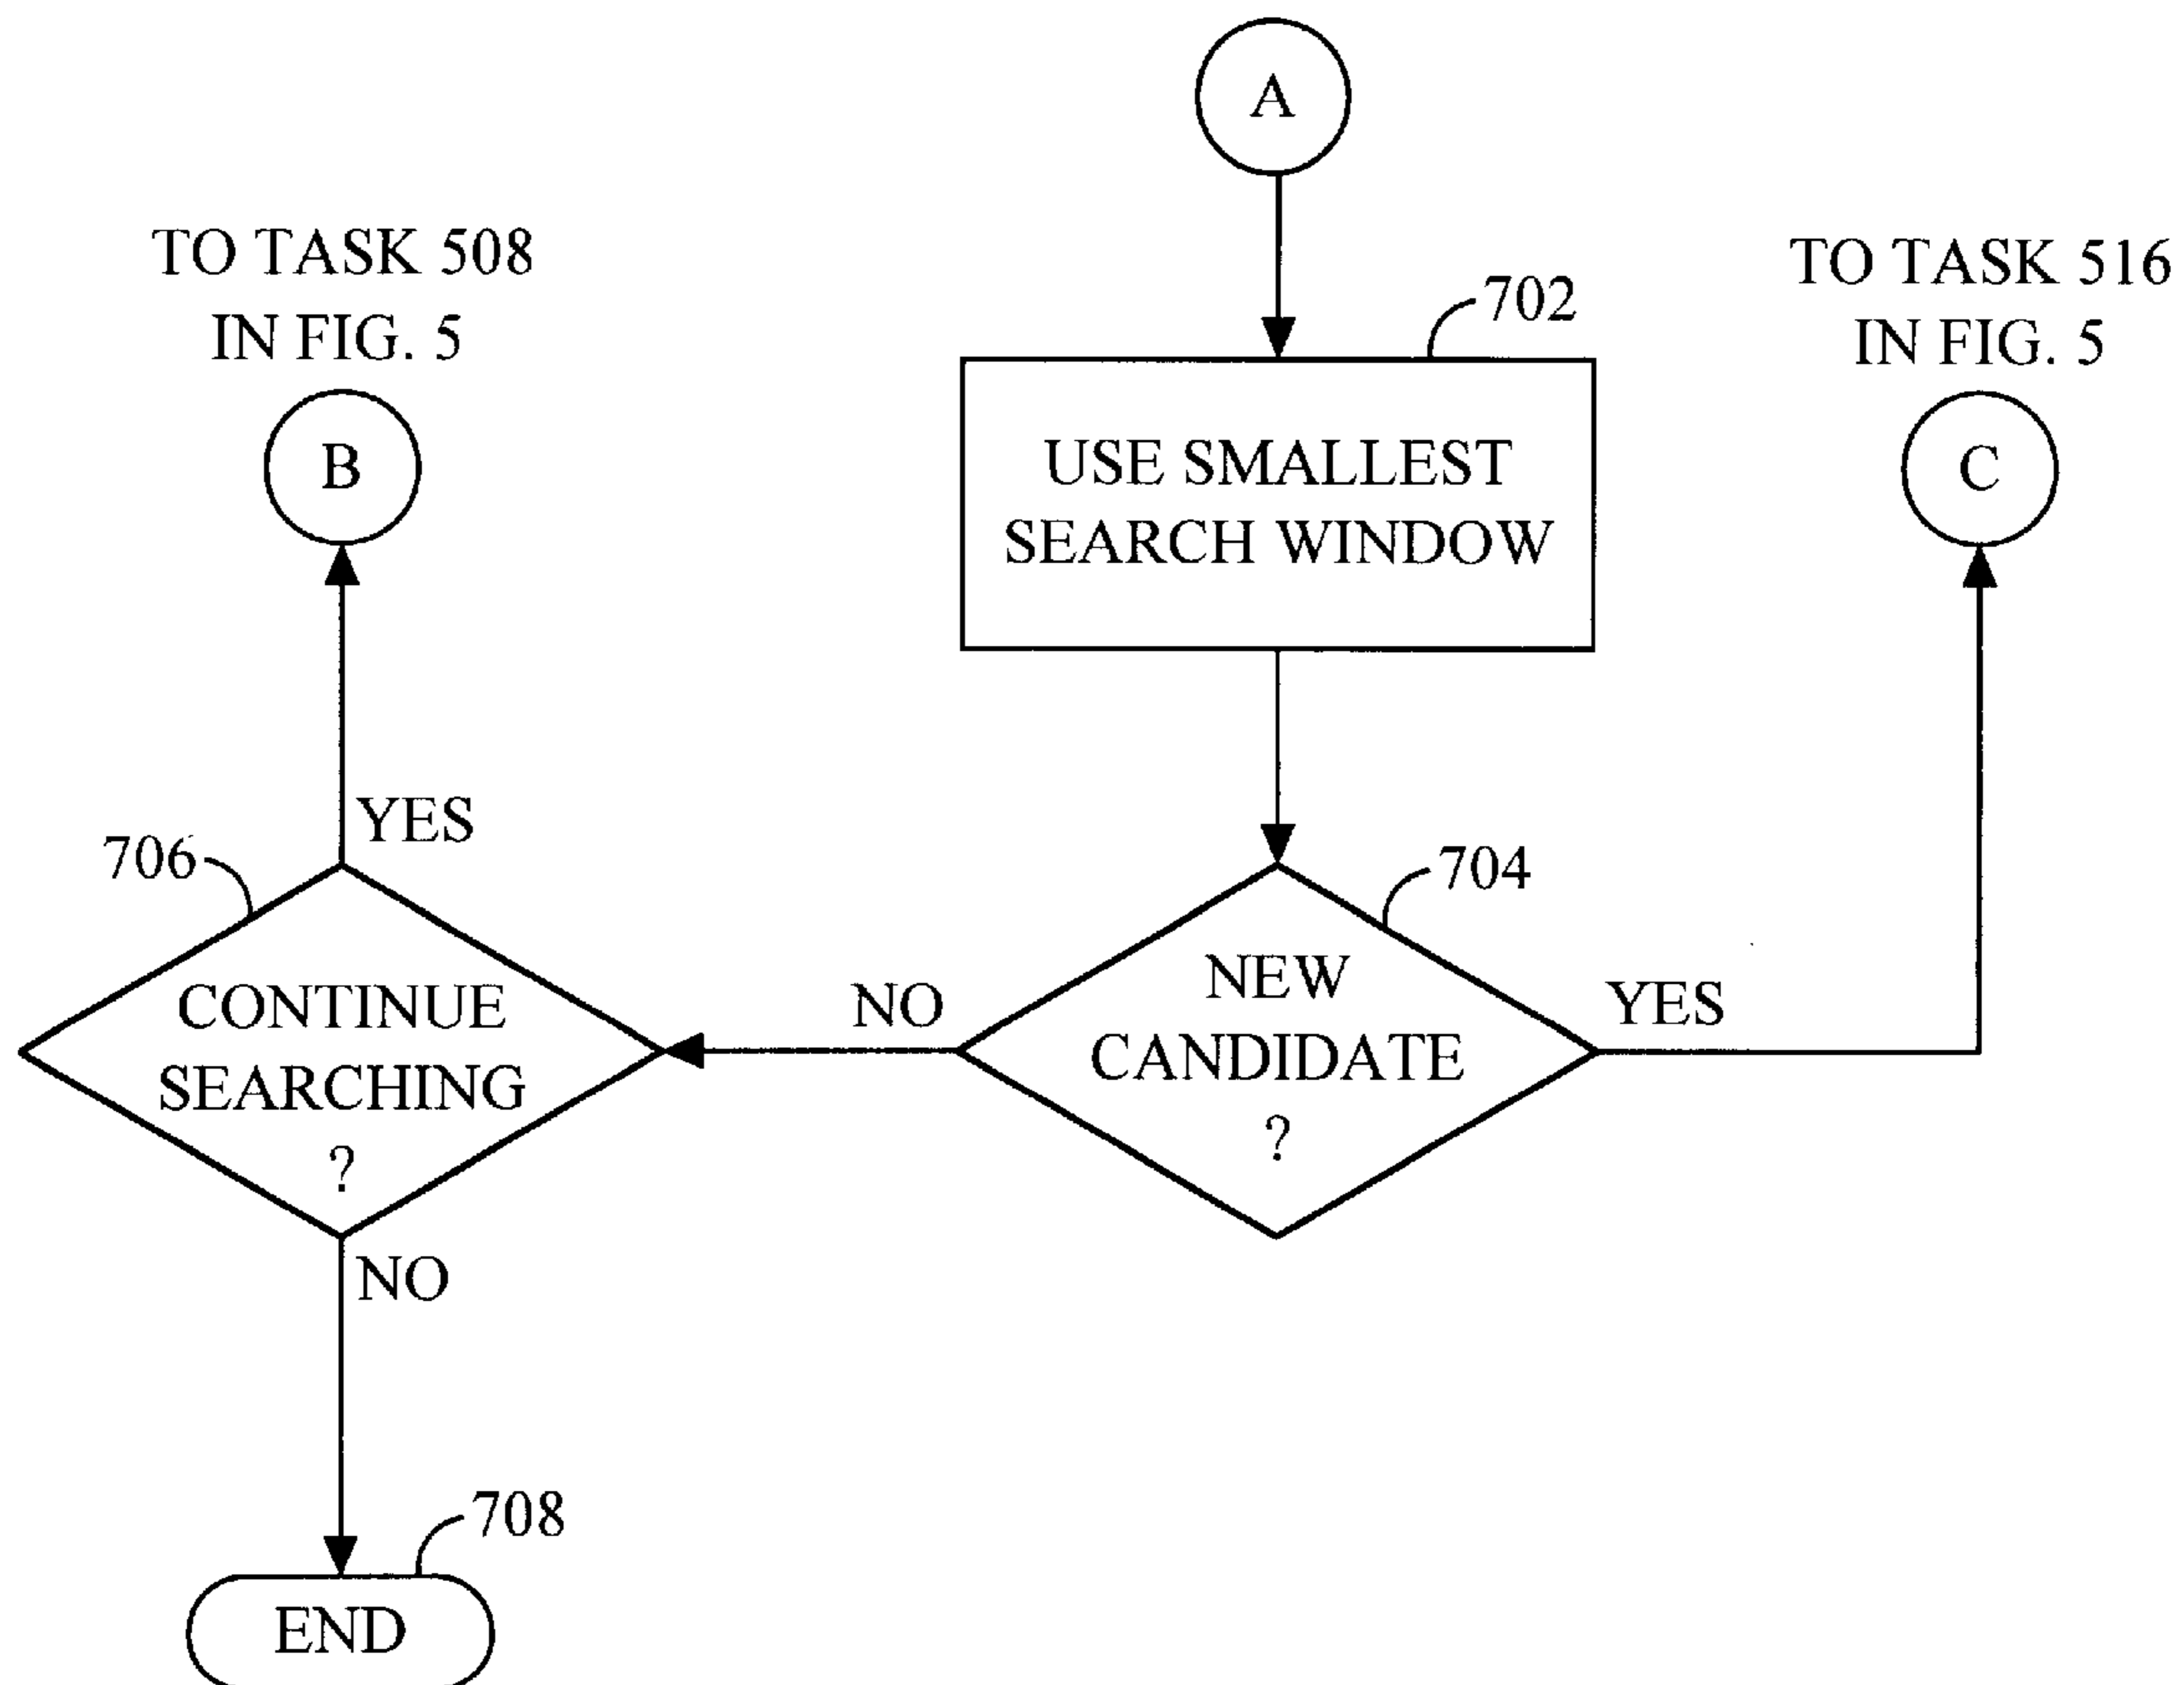 A
TO TASK 508
IN FIG. 5
B
702
USE SMALLEST
SEARCH WINDOW
TO TASK 516
IN FIG. 5
C
704
NEW
CANDIDATE
?
YES
NO
706
CONTINUE
SEARCHING
?
YES
NO
708
END